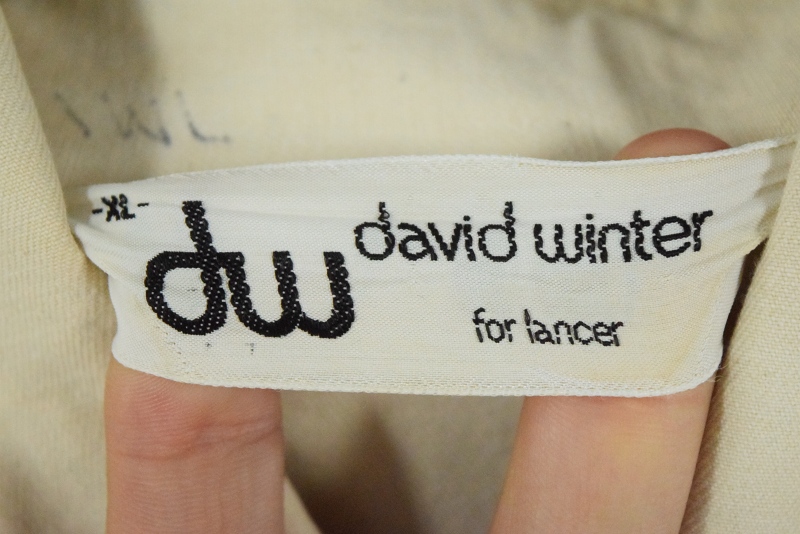 -XL-
dw
david winter
for lancer